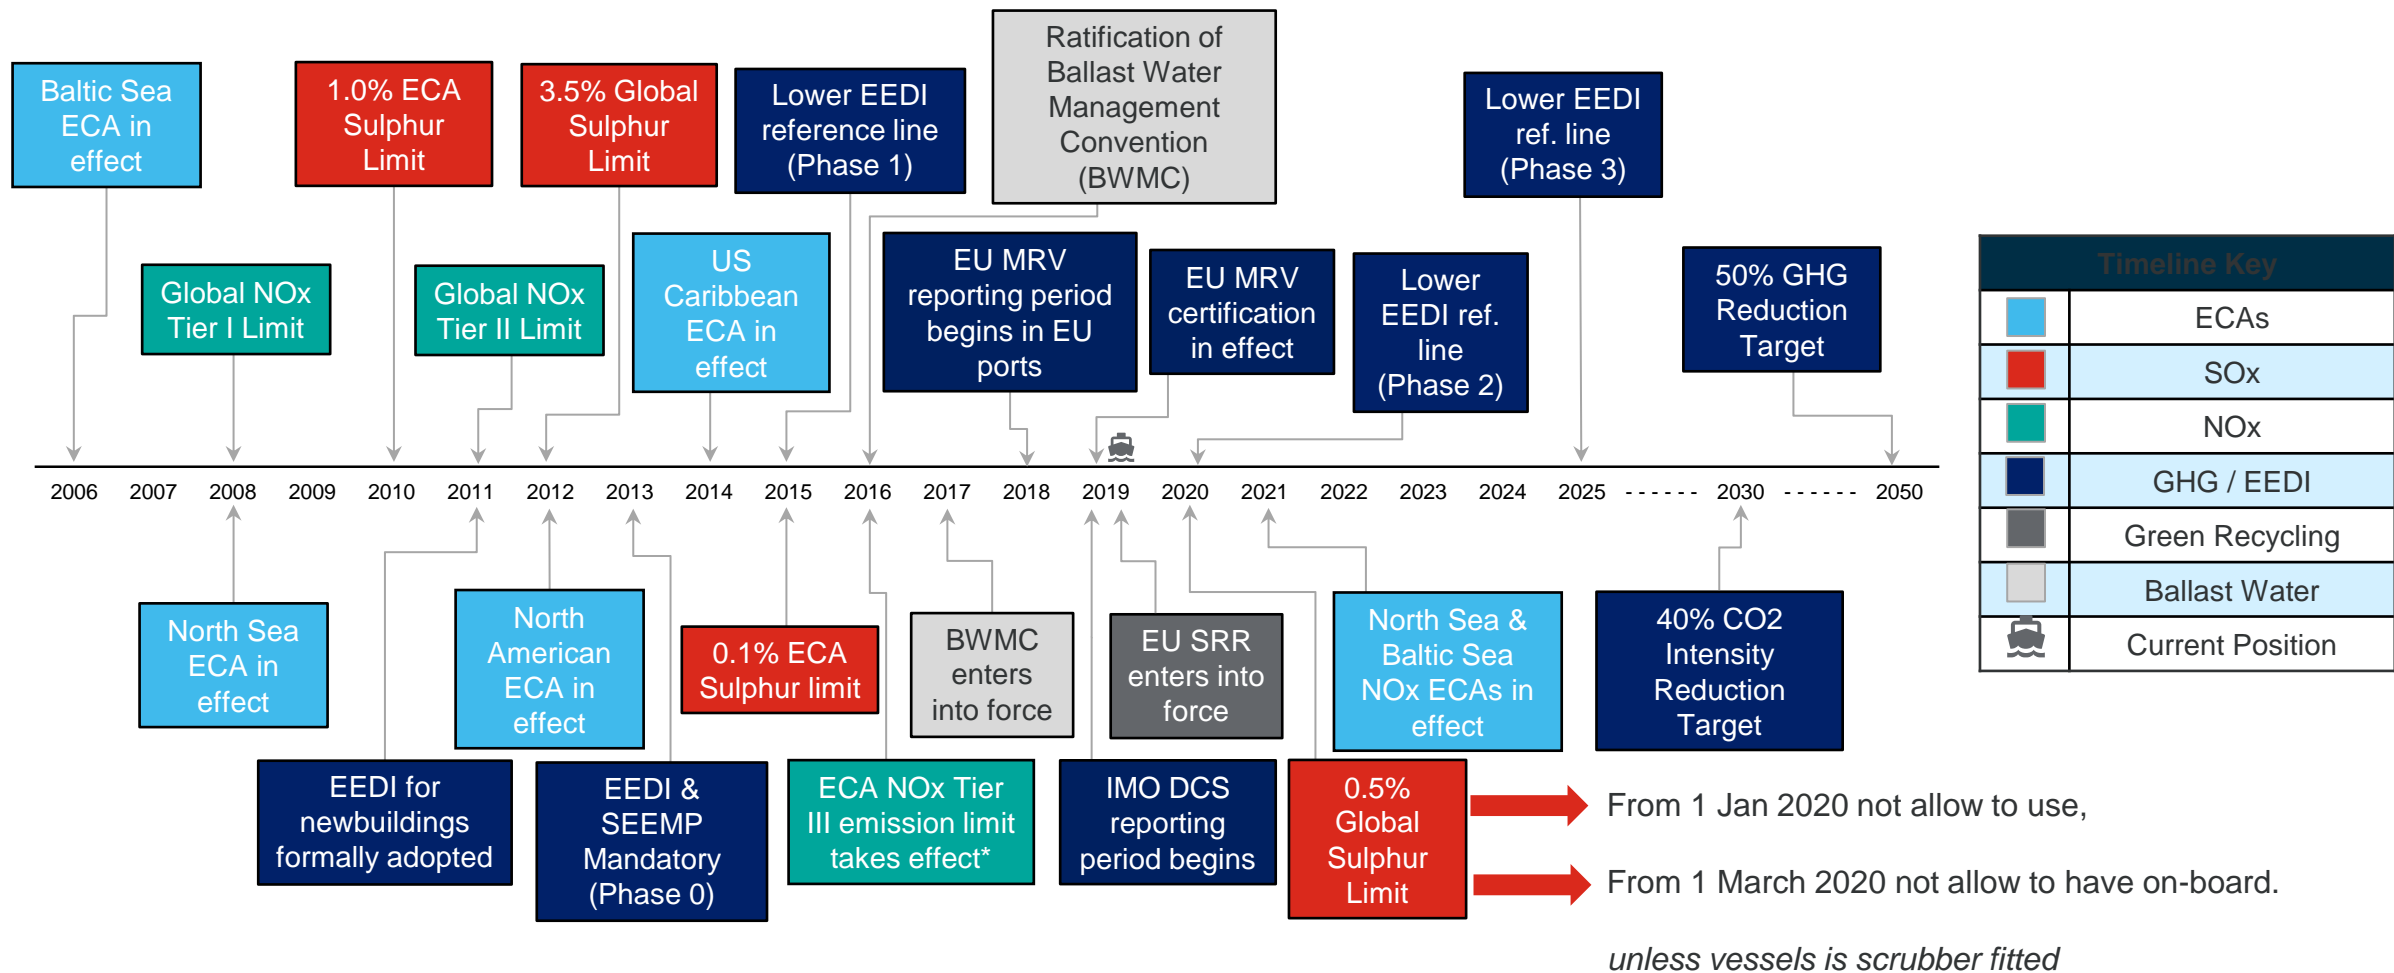 Baltic Sea
ECA in
effect
1.0% ECA
Sulphur
Limit
3.5% Global
Sulphur
Limit
Lower EEDI
reference line
(Phase 1)
Ratification of
Ballast Water
Management
Convention
(BWMC)
Lower EEDI
ref. line
(Phase 3)
Global NOx
Tier I Limit
Global NOx
Tier II Limit
US
Caribbean
ECA in
effect
EU MRV
reporting period
begins in EU
ports
EU MRV
certification
in effect
Lower
EEDI ref.
line
(Phase 2)
50% GHG
Reduction
Target
2006 2007 2008 2009 2010 2011 2012 2013 2014 2015 2016 2017 2018 2019 2020 2021 2022 2023 2024 2025 - - - - - - 2030 - - - - - - 2050
North Sea
ECA in
effect
North
American
ECA in
effect
0.1% ECA
Sulphur limit
BWMC
enters
into force
EU SRR
enters into
force
North Sea &
Baltic Sea
NOx ECAs in
effect
40% CO2
Intensity
Reduction
Target
EEDI for
newbuildings
formally adopted
EEDI &
SEEMP
Mandatory
(Phase 0)
ECA NOx Tier
III emission limit
takes effect*
IMO DCS
reporting
period begins
0.5%
Global
Sulphur
Limit
From 1 Jan 2020 not allow to use,
From 1 March 2020 not allow to have on-board.
unless vessels is scrubber fitted
Timeline Key
ECAs
SOx
NOx
GHG / EEDI
Green Recycling
Ballast Water
Current Position